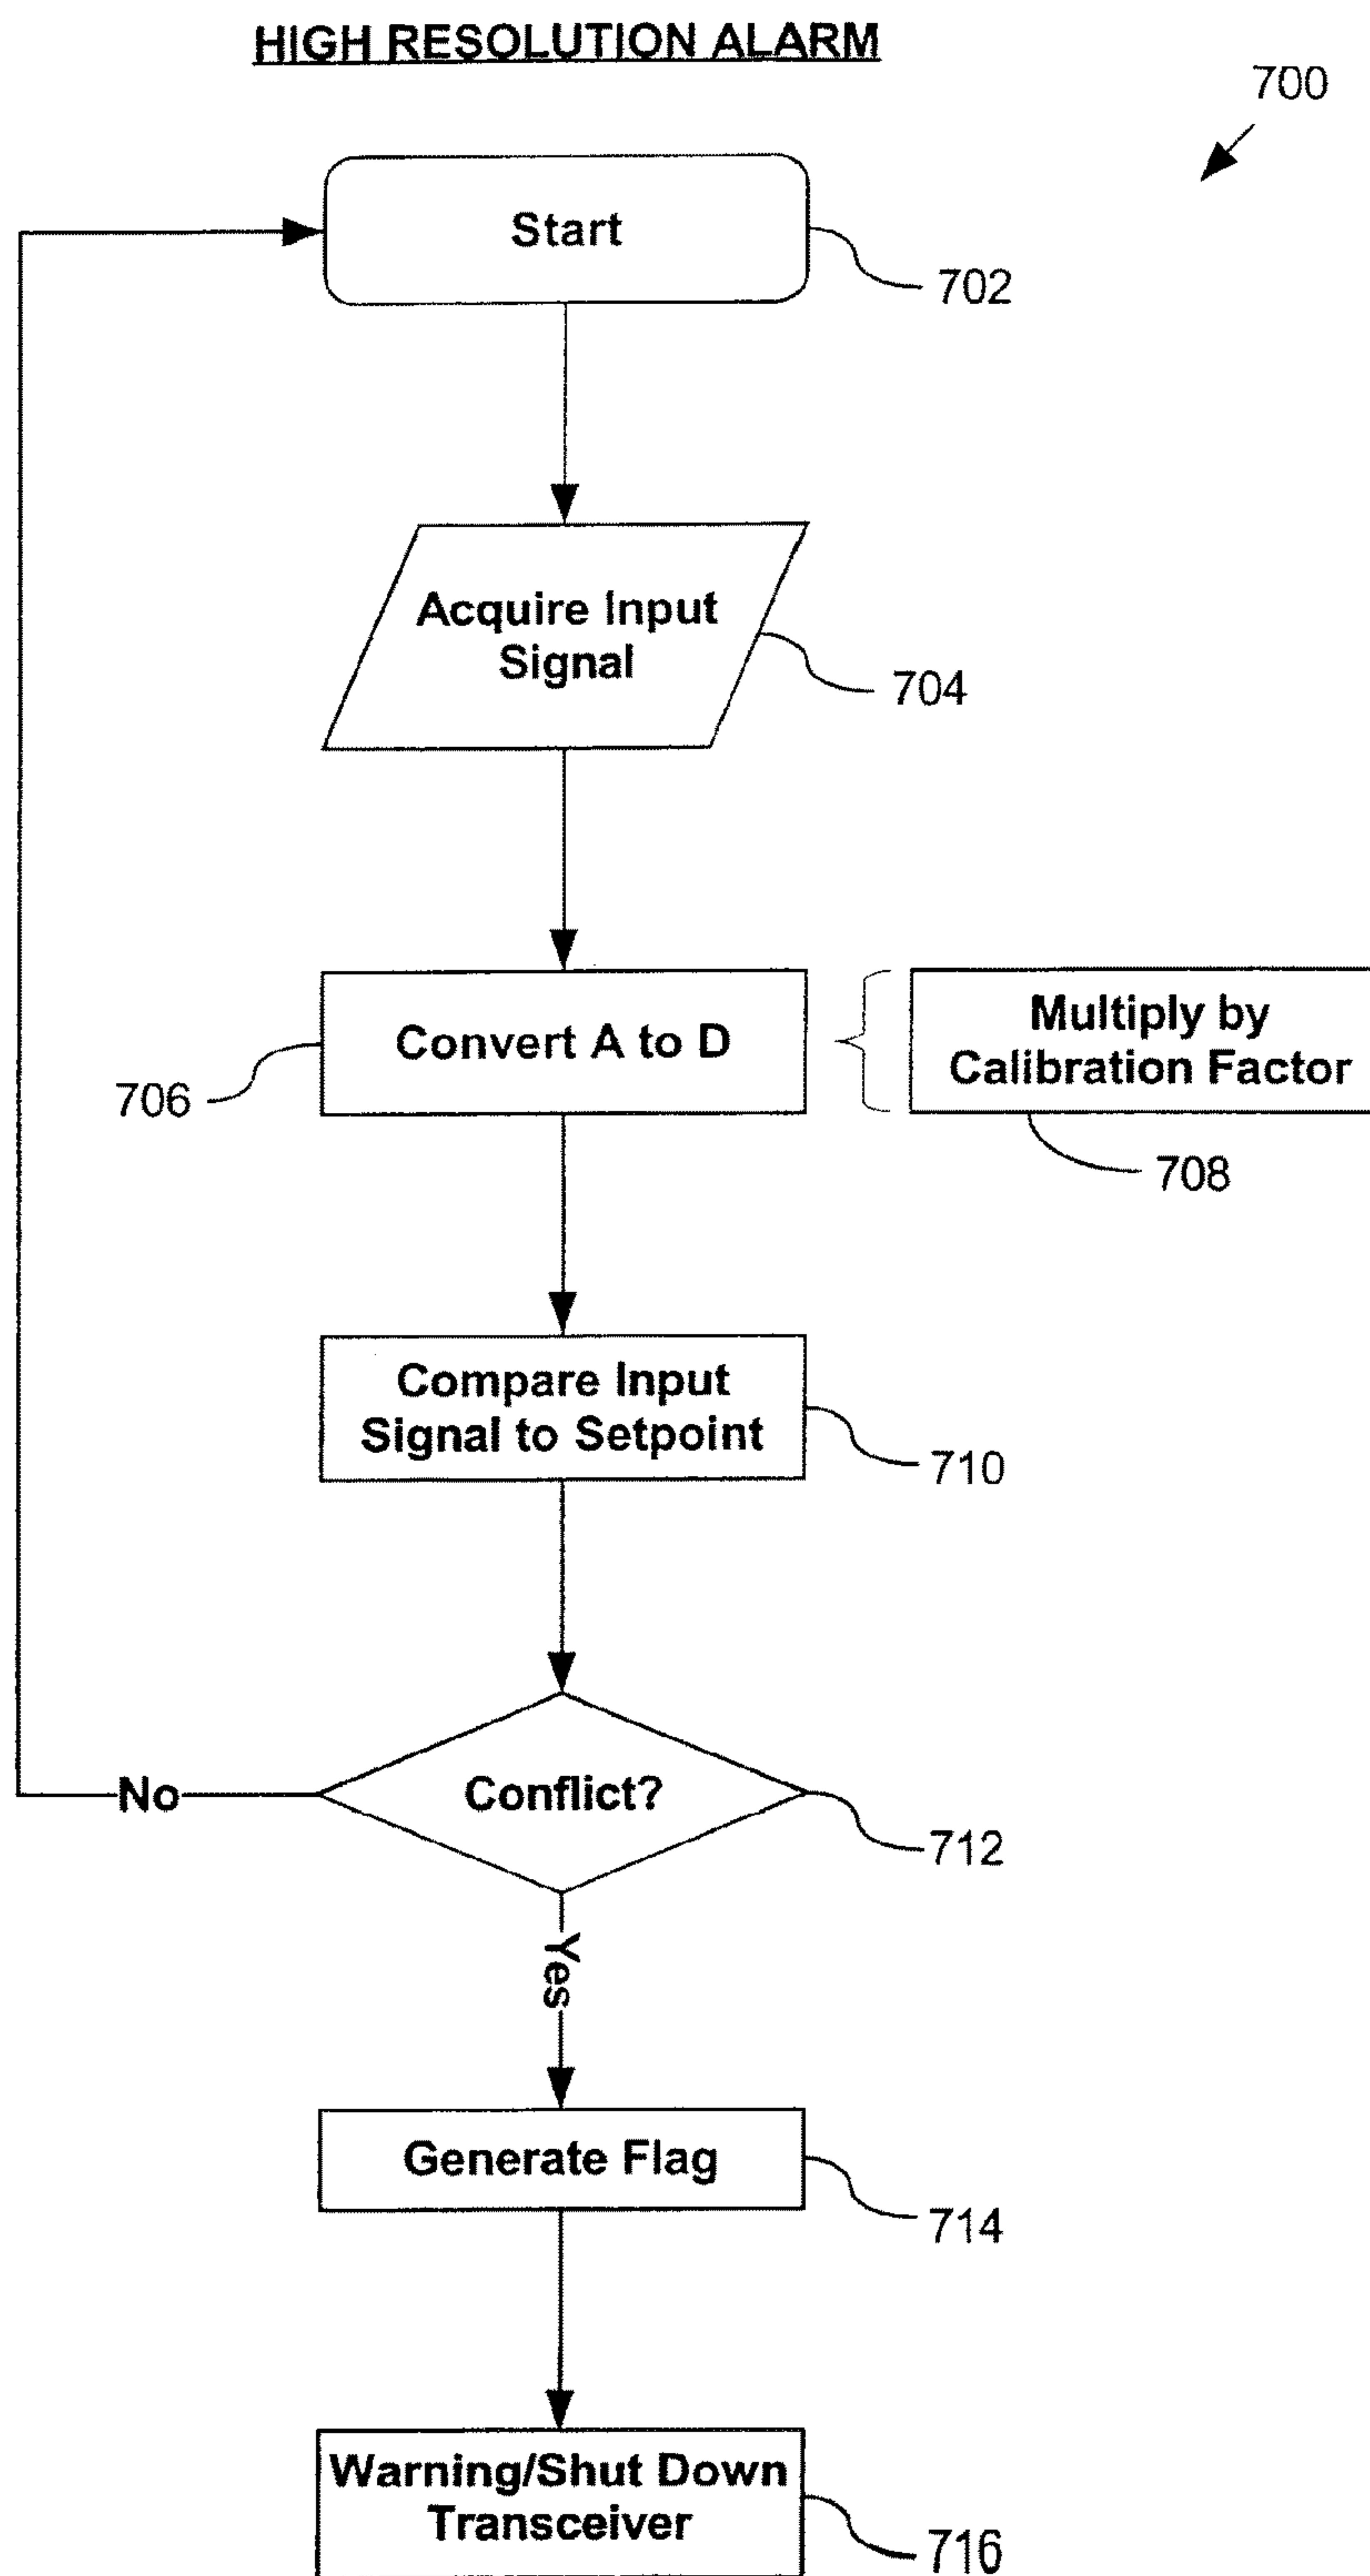 HIGH RESOLUTION ALARM
700
Start
702
Acquire Input
Signal
704
Convert A to D
706
Multiply by
Calibration Factor
708
Compare Input
Signal to Setpoint
710
Conflict?
No
712
Yes
Generate Flag
714
Warning/Shut Down
Transceiver
716